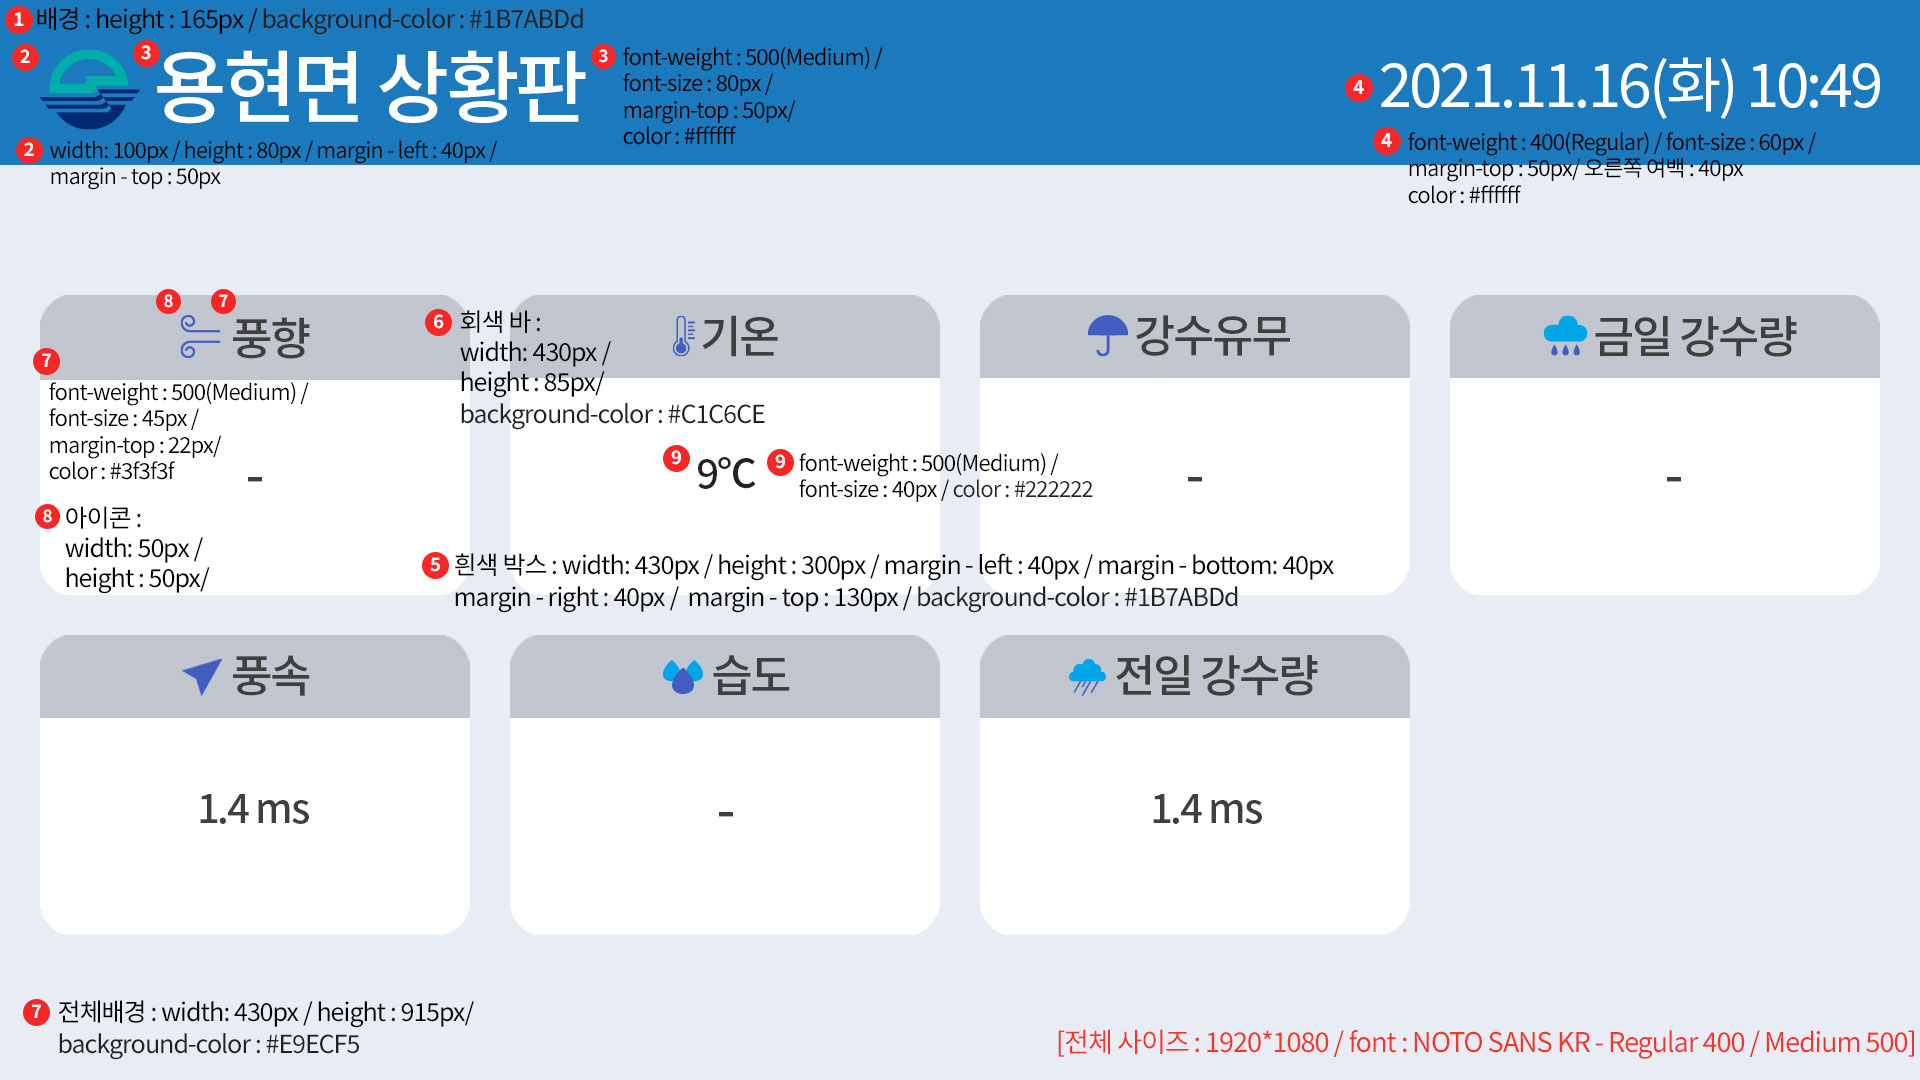 1 배경 : height : 165px / background-color : #1B7ABDd
2
3 용현면 상황판
3 font-weight : 500(Medium) /
font-size : 80px /
margin-top : 50px/
color : #ffffff
4 2021.11.16(화) 10:49
2 width: 100px / height : 80px / margin - left : 40px /
margin - top : 50px
4 font-weight : 400(Regular) / font-size : 60px /
margin-top : 50px/ 오른쪽 여백 : 40px
color : #ffffff
8 7
풍향
7 font-weight : 500(Medium) /
font-size : 45px /
margin-top : 22px/
color : #3f3f3f
-
8 아이콘 :
width: 50px /
height : 50px/
6 회색 바 :
width: 430px /
height : 85px/
background-color : #C1C6CE
기온
9 9°C
9 font-weight : 500(Medium) /
font-size : 40px / color : #222222
강수유무
-
금일 강수량
-
5 흰색 박스 : width: 430px / height : 300px / margin - left : 40px / margin - bottom: 40px
margin - right : 40px / margin - top : 130px / background-color : #1B7ABDd
풍속
1.4 ms
습도
-
전일 강수량
1.4 ms
7 전체배경 : width: 430px / height : 915px/
background-color : #E9ECF5
[전체 사이즈 : 1920*1080 / font : NOTO SANS KR - Regular 400 / Medium 500]